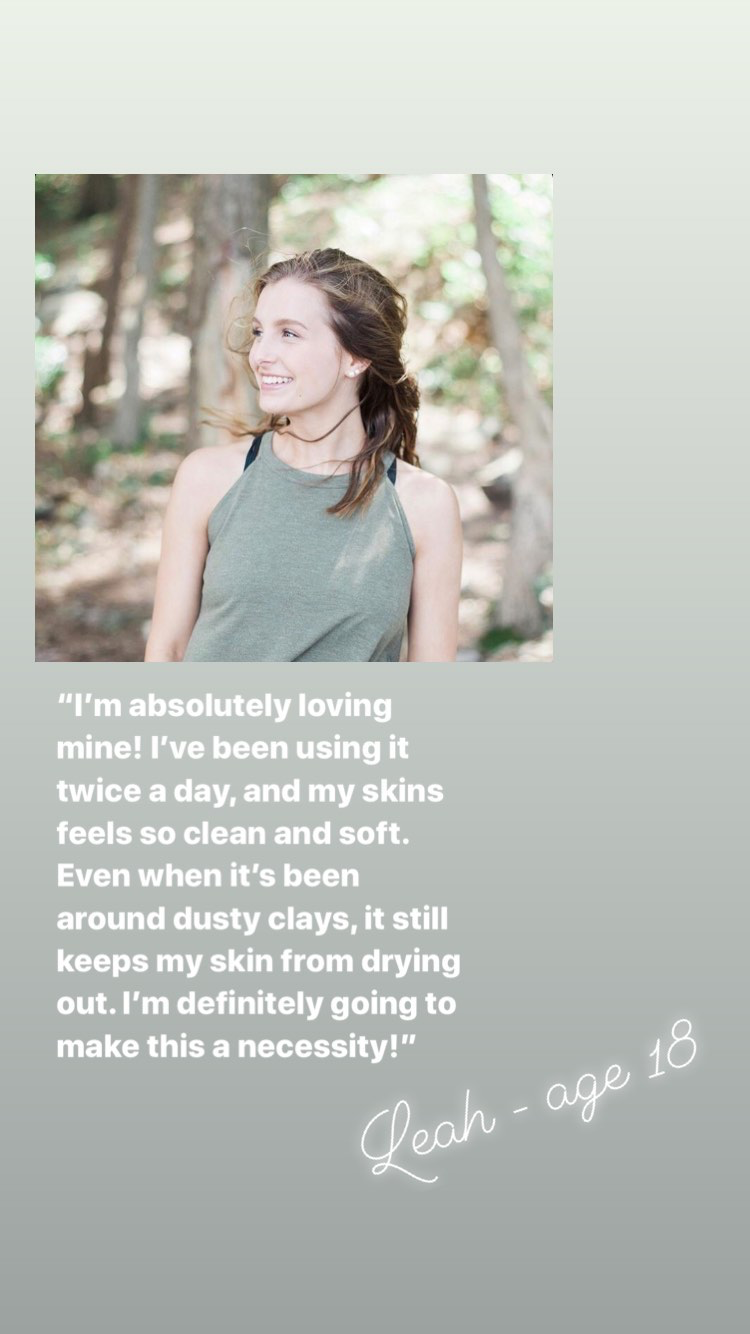 “I’m absolutely loving
mine! I’ve been using it
twice a day, and my skins
feels so clean and soft.
Even when it’s been
around dusty clays, it still
keeps my skin from drying
out. I’m definitely going to
make this a necessity!”
Leah - age 18